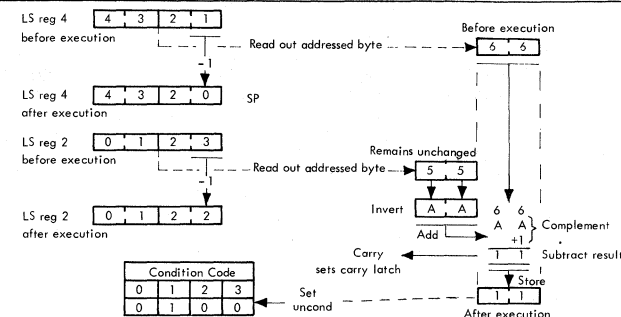 LS reg 4
before execution
4 3 2 1
- 1
Read out addressed byte
Before execution
6 6
LS reg 4
after execution
4 3 2 0
SP
LS reg 2
before execution
0 1 2 3
- 1
Read out addressed byte
Remains unchanged
5 5
LS reg 2
after execution
0 1 2 2
Invert
A A
Add
6 6
A A
+1
Complement
1 1
Subtract result
Carry
sets carry latch
Condition Code
0 1 2 3
0 1 0 0
Set
uncond
Store
1 1
After execution